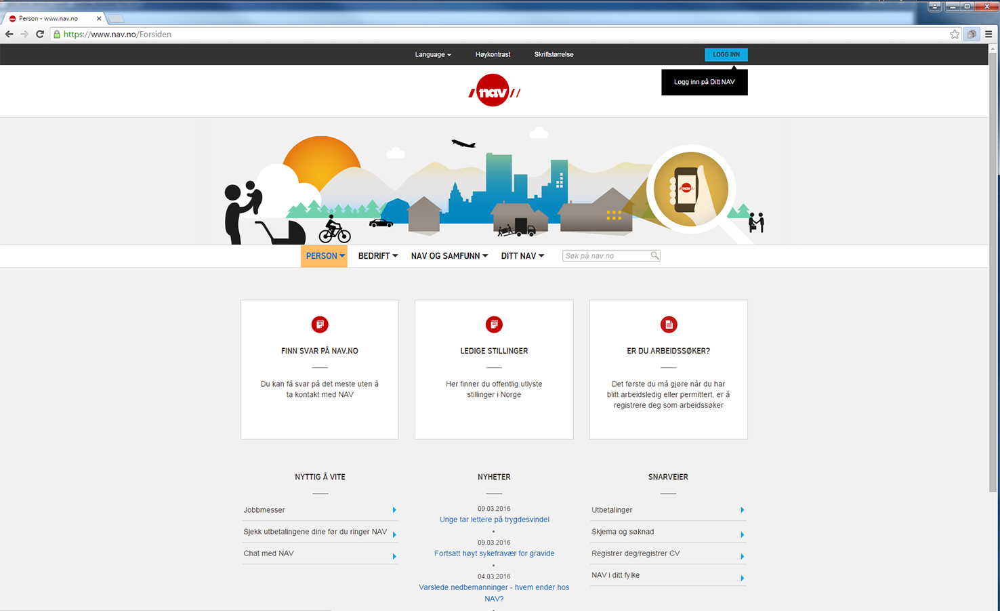 Person - www.nav.no
https://www.nav.no/Forsiden
Language
Høykontrast
Skriftstørrelse
LOGG INN
Logg inn på Ditt NAV
nav
nav
PERSON
BEDRIFT
NAV OG SAMFUNN
DITT NAV
Søk på nav.no
FINN SVAR PÅ NAV.NO
Du kan få svar på det meste uten å
ta kontakt med NAV
LEDIGE STILLINGER
Her finner du offentlig utlyste
stillinger i Norge
ER DU ARBEIDSSØKER?
Det første du må gjøre når du har
blitt arbeidsledig eller permittert, er å
registrere deg som arbeidssøker
NYTTIG Å VITE
Jobbmesser
Sjekk utbetalingene dine før du ringer NAV
Chat med NAV
NYHETER
09.03.2016
Unge tar lettere på trygdesvindel
09.03.2016
Fortsatt høyt sykefravær for gravide
04.03.2016
Varslede nedbemanninger - hvem ender hos
NAV?
SNARVEIER
Utbetalinger
Skjema og søknad
Registrer deg/registrer CV
NAV i ditt fylke